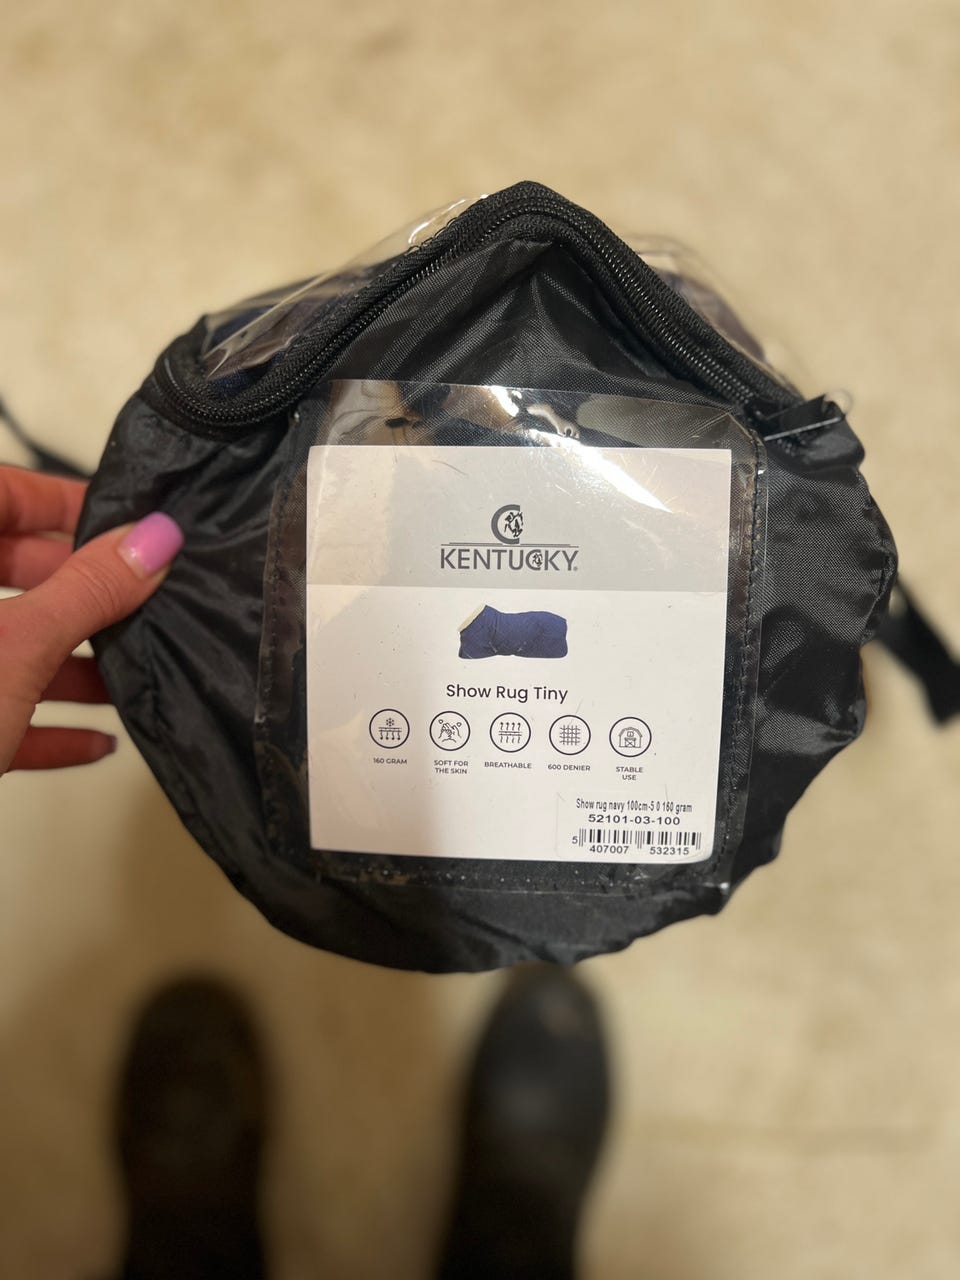 KENTUCKY®
Show Rug Tiny
160 GRAM
SOFT FOR
THE SKIN
BREATHABLE
600 DENIER
STABLE
USE
Show rug navy 100cm-5 0 160 gram
52101-03-100
5 407007 532315